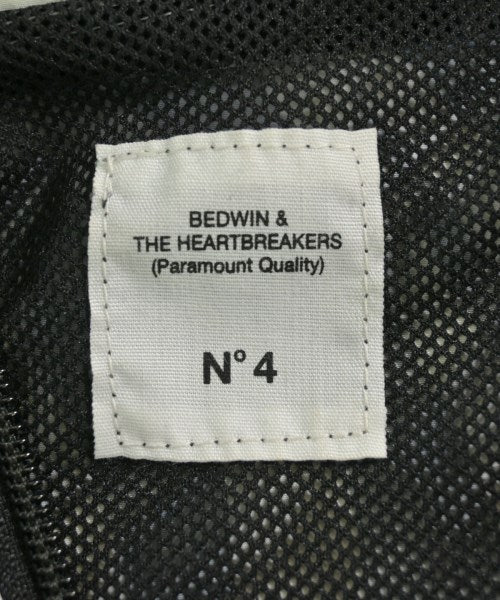 BEDWIN &
THE HEARTBREAKERS
(Paramount Quality)
N° 4